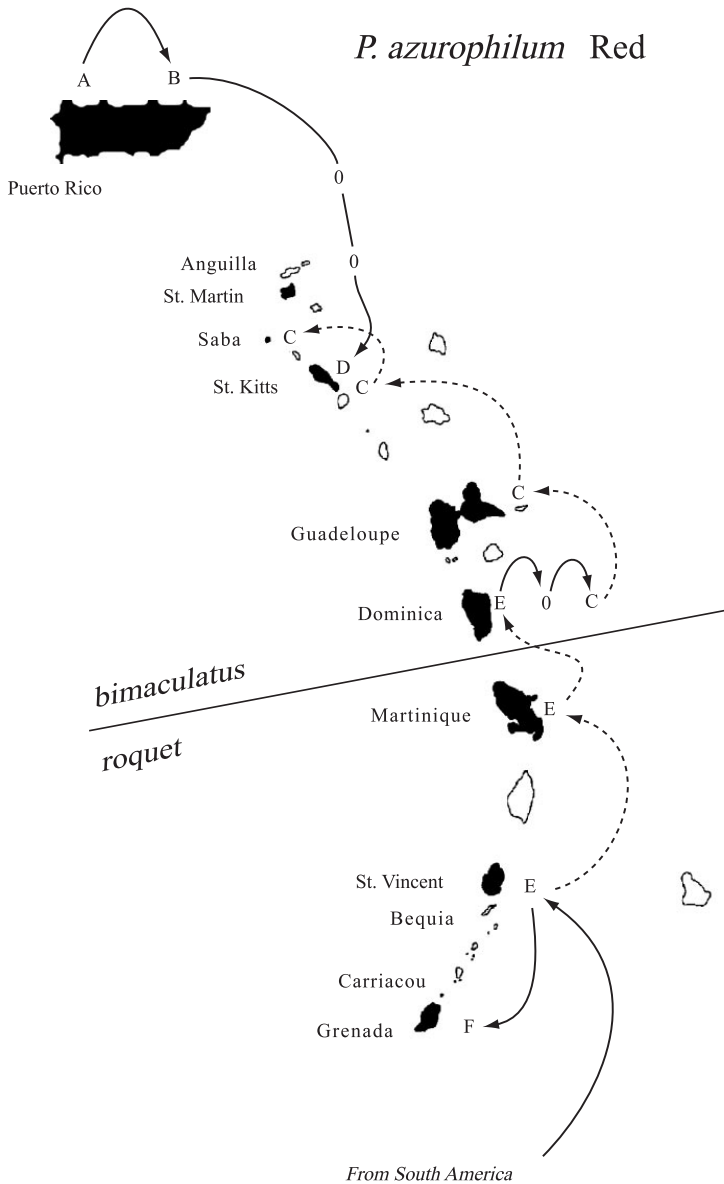 P. azurophilum Red
A B
Puerto Rico
0
0
Anguilla
St. Martin
Saba C
D
St. Kitts C
C
Guadeloupe
E 0 C
Dominica
bimaculatus
Martinique E
roquet
St. Vincent E
Bequia
Carriacou
Grenada F
From South America